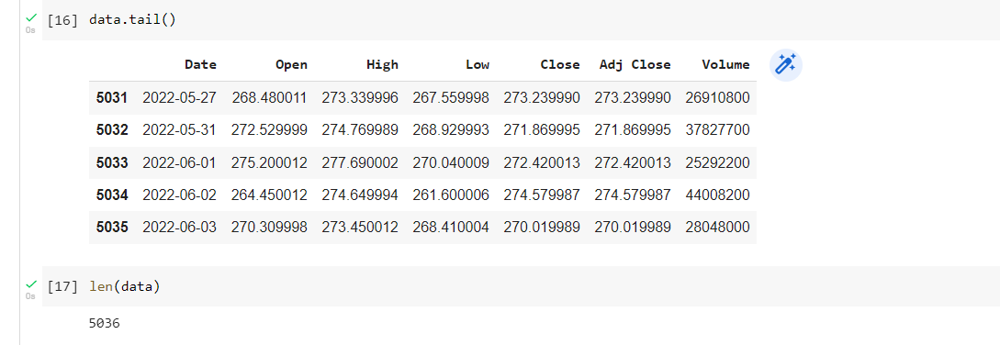 [16] data.tail()
0s
Date Open High Low Close Adj Close Volume
5031 2022-05-27 268.480011 273.339996 267.559998 273.239990 273.239990 26910800
5032 2022-05-31 272.529999 274.769989 268.929993 271.869995 271.869995 37827700
5033 2022-06-01 275.200012 277.690002 270.040009 272.420013 272.420013 25292200
5034 2022-06-02 264.450012 274.649994 261.600006 274.579987 274.579987 44008200
5035 2022-06-03 270.309998 273.450012 268.410004 270.019989 270.019989 28048000
[17] len(data)
0s
5036